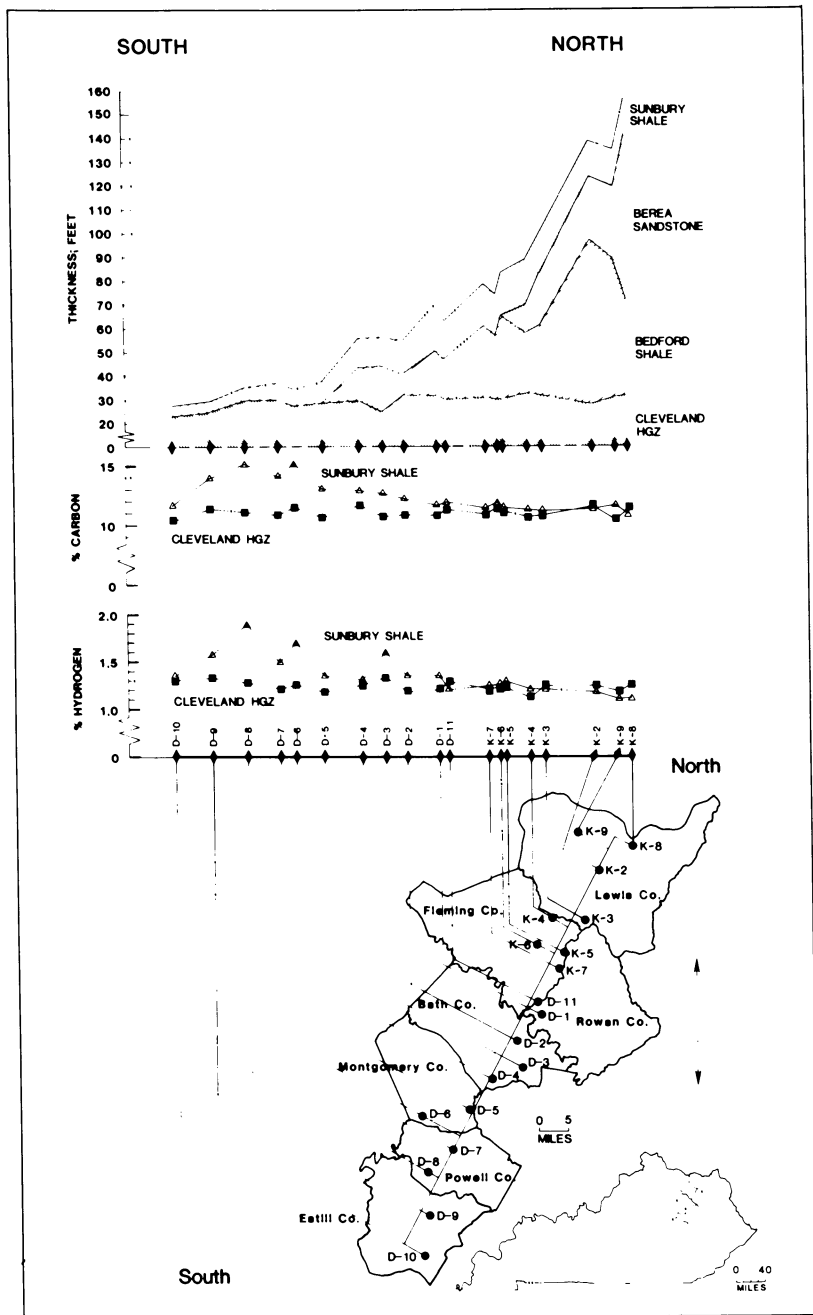 SOUTH
NORTH
160
150
140
130
120
110
100
90
80
70
60
50
40
30
20
0
THICKNESS; FEET
SUNBURY
SHALE
BEREA
SANDSTONE
BEDFORD
SHALE
CLEVELAND
HGZ
15
10
0
% CARBON
SUNBURY SHALE
CLEVELAND HGZ
2.0
1.5
1.0
0
% HYDROGEN
SUNBURY SHALE
CLEVELAND HGZ
D-10
D-9
D-8
D-7
D-6
D-5
D-4
D-3
D-2
D-1
D-11
K-7
K-6
K-5
K-4
K-3
K-2
K-9
K-8
North
K-9
K-8
K-2
Lewis Co.
Fleming Co.
K-4
K-3
K-6
K-5
K-7
D-11
D-1
Bath Co.
Rowan Co.
D-2
D-3
Montgomery Co.
D-4
D-6
D-5
0 5
MILES
D-7
D-8
Powell Co.
Estill Co.
D-9
D-10
South
0 40
MILES